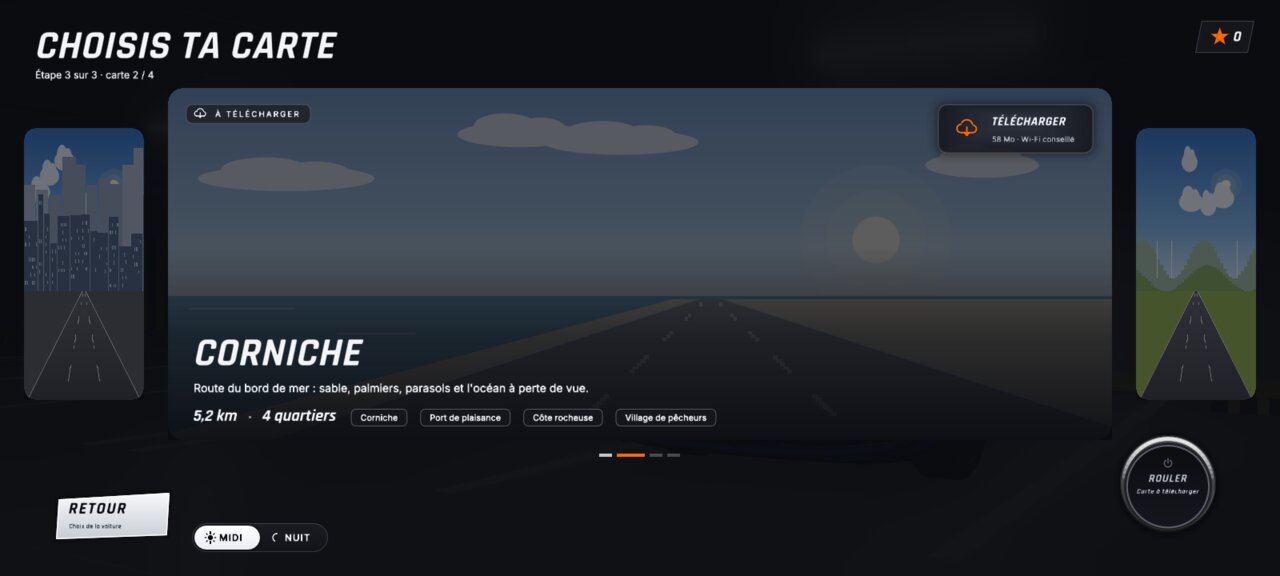 CHOISIS TA CARTE
Étape 3 sur 3 · carte 2 / 4
0
À TÉLÉCHARGER
TÉLÉCHARGER
58 Mo · Wi-Fi conseillé
CORNICHE
Route du bord de mer : sable, palmiers, parasols et l'océan à perte de vue.
5,2 km · 4 quartiers Corniche Port de plaisance Côte rocheuse Village de pêcheurs
ROULER
Carte à télécharger
RETOUR
Choix de la voiture
MIDI NUIT